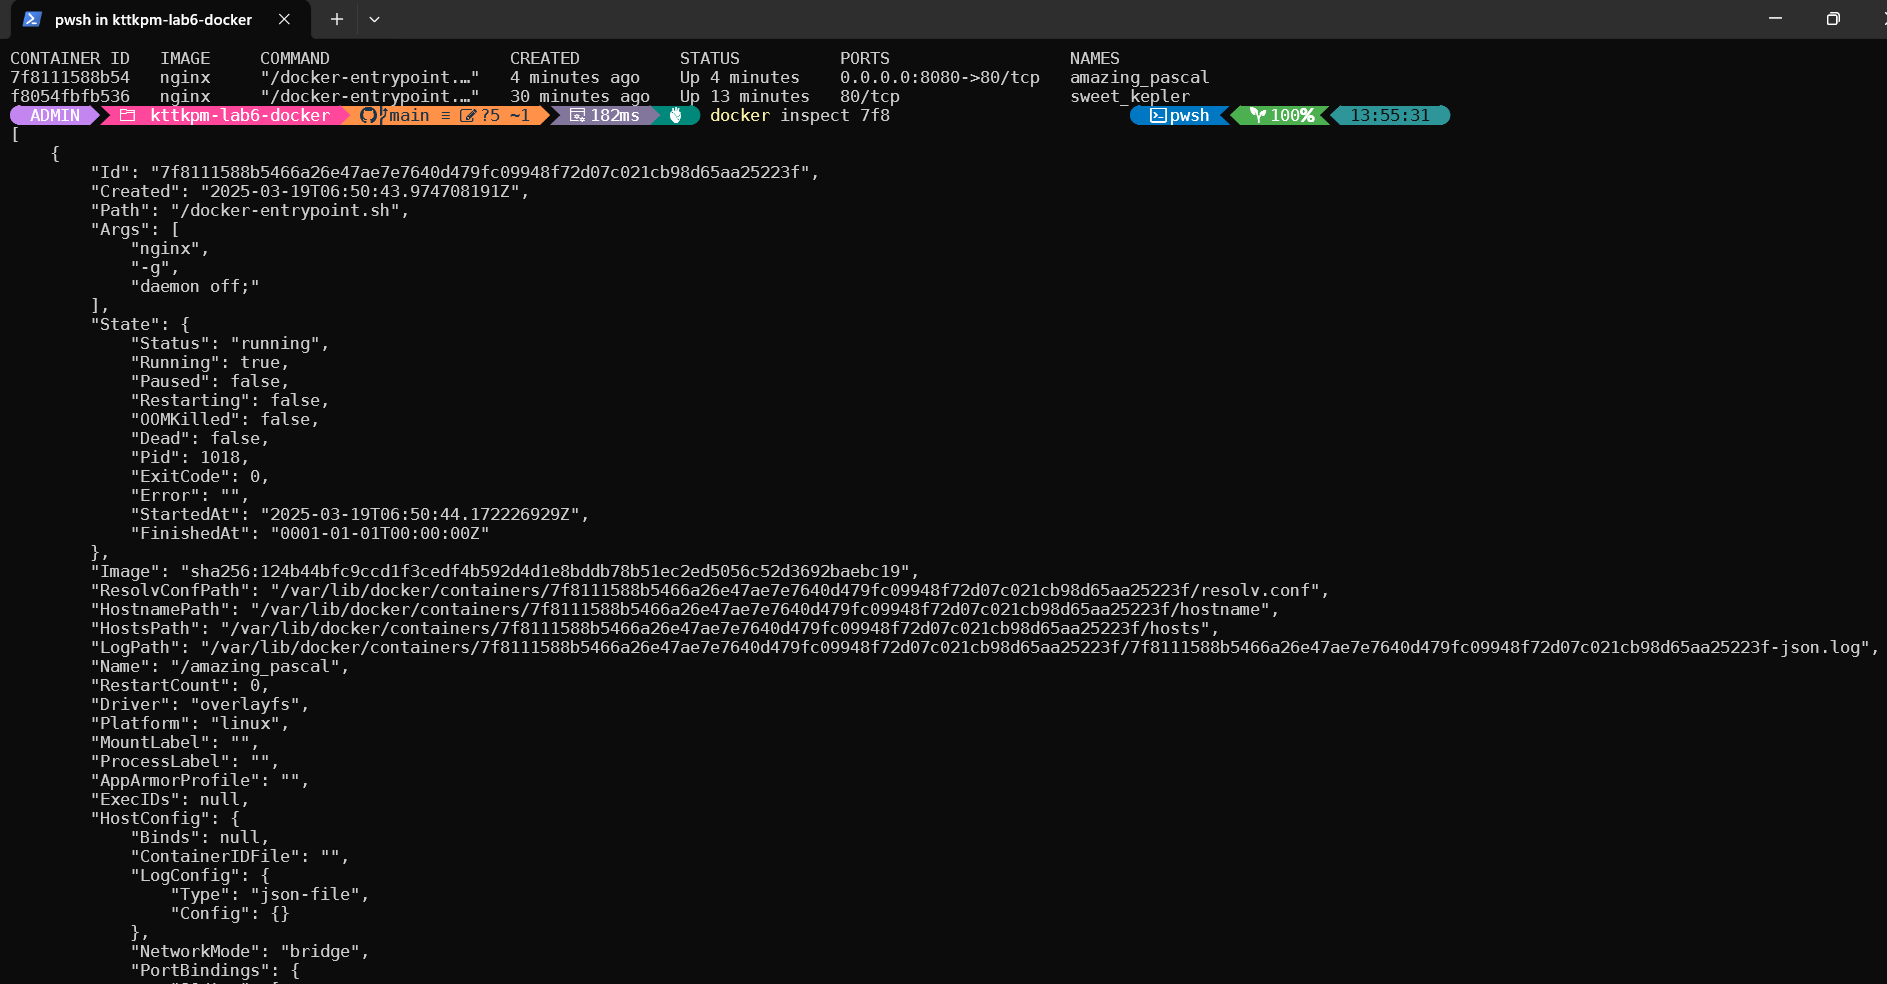 pwsh in kttkpm-lab6-docker
CONTAINER ID   IMAGE     COMMAND                  CREATED          STATUS          PORTS                  NAMES
7f8111588b54   nginx     "/docker-entrypoint.…"   4 minutes ago    Up 4 minutes    0.0.0.0:8080->80/tcp   amazing_pascal
f8054fbfb536   nginx     "/docker-entrypoint.…"   30 minutes ago   Up 13 minutes   80/tcp                 sweet_kepler
ADMIN kttkpm-lab6-docker main ≡ ?5 ~1 182ms docker inspect 7f8 pwsh 100% 13:55:31
[
    {
        "Id": "7f8111588b5466a26e47ae7e7640d479fc09948f72d07c021cb98d65aa25223f",
        "Created": "2025-03-19T06:50:43.974708191Z",
        "Path": "/docker-entrypoint.sh",
        "Args": [
            "nginx",
            "-g",
            "daemon off;"
        ],
        "State": {
            "Status": "running",
            "Running": true,
            "Paused": false,
            "Restarting": false,
            "OOMKilled": false,
            "Dead": false,
            "Pid": 1018,
            "ExitCode": 0,
            "Error": "",
            "StartedAt": "2025-03-19T06:50:44.172226929Z",
            "FinishedAt": "0001-01-01T00:00:00Z"
        },
        "Image": "sha256:124b44bfc9ccd1f3cedf4b592d4d1e8bddb78b51ec2ed5056c52d3692baebc19",
        "ResolvConfPath": "/var/lib/docker/containers/7f8111588b5466a26e47ae7e7640d479fc09948f72d07c021cb98d65aa25223f/resolv.conf",
        "HostnamePath": "/var/lib/docker/containers/7f8111588b5466a26e47ae7e7640d479fc09948f72d07c021cb98d65aa25223f/hostname",
        "HostsPath": "/var/lib/docker/containers/7f8111588b5466a26e47ae7e7640d479fc09948f72d07c021cb98d65aa25223f/hosts",
        "LogPath": "/var/lib/docker/containers/7f8111588b5466a26e47ae7e7640d479fc09948f72d07c021cb98d65aa25223f/7f8111588b5466a26e47ae7e7640d479fc09948f72d07c021cb98d65aa25223f-json.log",
        "Name": "/amazing_pascal",
        "RestartCount": 0,
        "Driver": "overlayfs",
        "Platform": "linux",
        "MountLabel": "",
        "ProcessLabel": "",
        "AppArmorProfile": "",
        "ExecIDs": null,
        "HostConfig": {
            "Binds": null,
            "ContainerIDFile": "",
            "LogConfig": {
                "Type": "json-file",
                "Config": {}
            },
            "NetworkMode": "bridge",
            "PortBindings": {